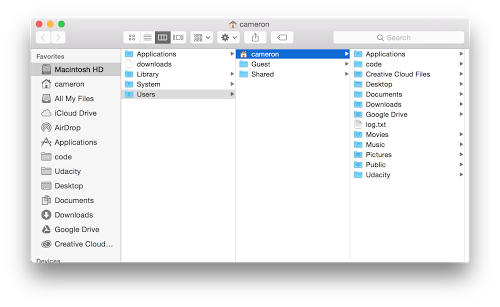 cameron
Search
Favorites
Macintosh HD
cameron
All My Files
iCloud Drive
AirDrop
Applications
code
Udacity
Desktop
Documents
Downloads
Google Drive
Creative Cloud...
Devices
Applications
downloads
Library
System
Users
cameron
Guest
Shared
Applications
code
Creative Cloud Files
Desktop
Documents
Downloads
Google Drive
log.txt
Movies
Music
Pictures
Public
Udacity